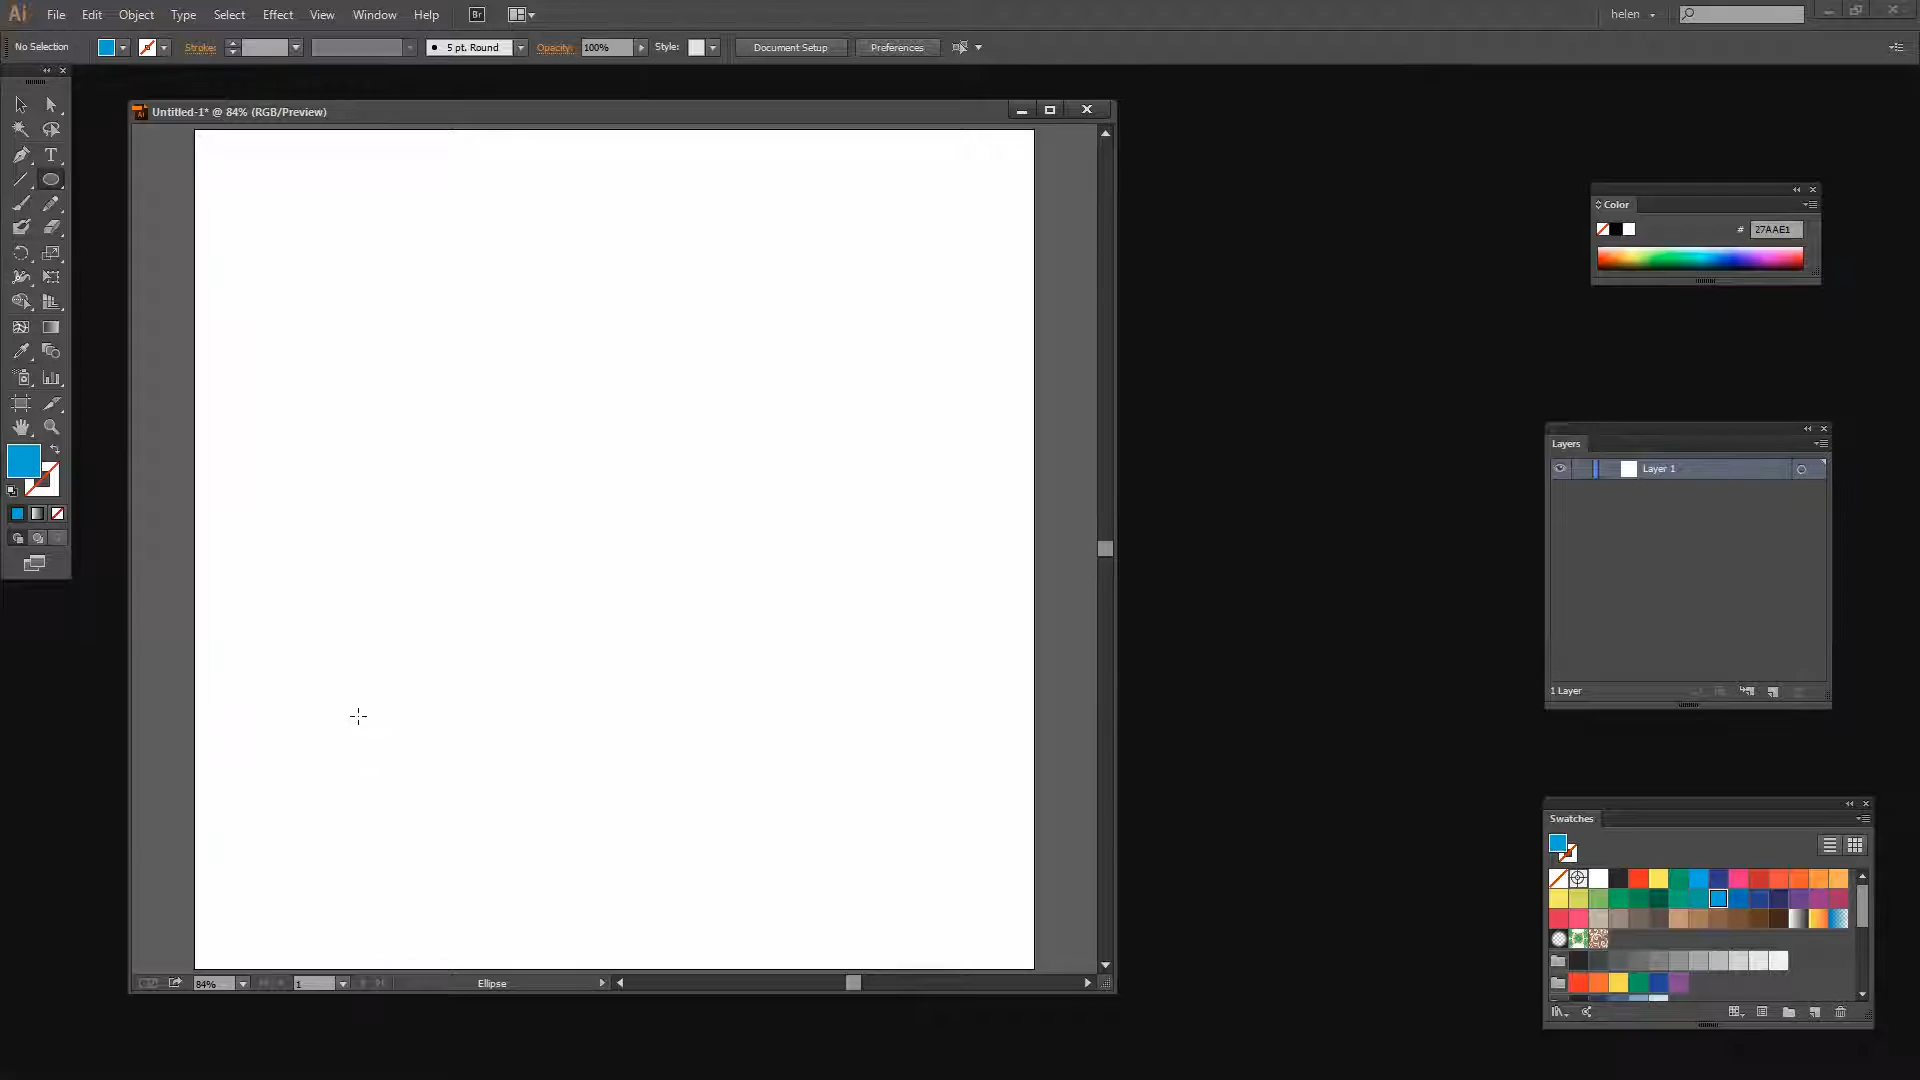 Ai File Edit Object Type Select Effect View Window Help Br helen
No Selection Stroke: 5 pt. Round Opacity: 100% Style: Document Setup Preferences
Untitled-1* @ 84% (RGB/Preview)
Color
# 27AAE1
Layers
Layer 1
1 Layer
Swatches
84% 1 Ellipse